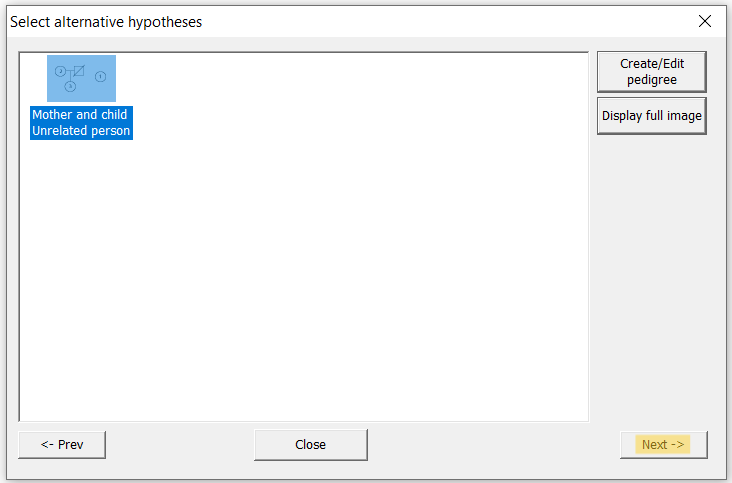 Select alternative hypotheses
Create/Edit
pedigree
Display full image
Mother and child
Unrelated person
<- Prev
Close
Next ->